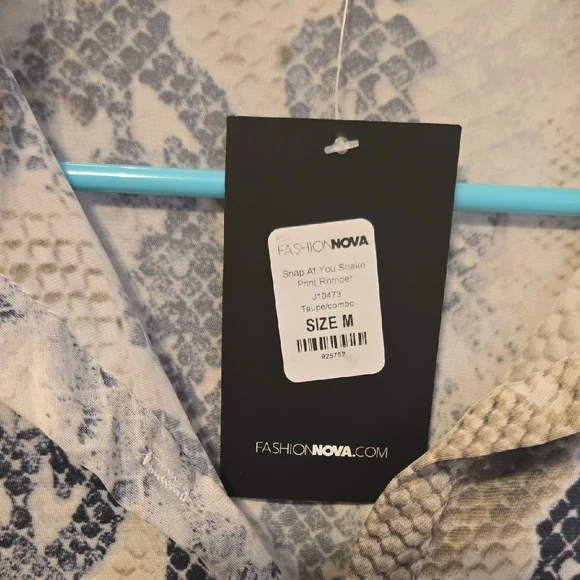 FASHIONNOVA
Snap At You Snake
Print Romper
J10473
Taupe/combo
SIZE M
925752
FASHIONNOVA.COM